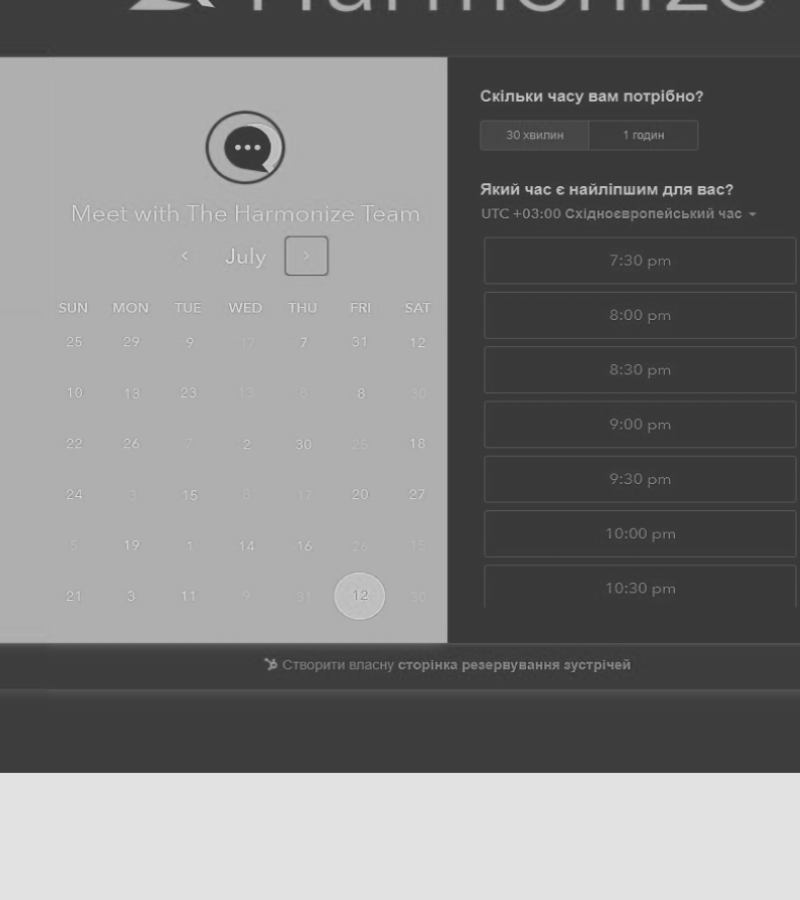 Harmonize
Meet with The Harmonize Team
July
SUN MON TUE WED THU FRI SAT
25 29 9 17 7 31 12
10 13 23 13 8 30
22 26 7 2 30 25 18
24 3 15 17 20 27
5 19 1 14 16 26 15
21 3 11 9 31 12 30
Скільки часу вам потрібно?
30 хвилин 1 годин
Який час є найліпшим для вас?
UTC +03:00 Східноєвропейський час
7:30 pm
8:00 pm
8:30 pm
9:00 pm
9:30 pm
10:00 pm
10:30 pm
Створити власну сторінка резервування зустрічей